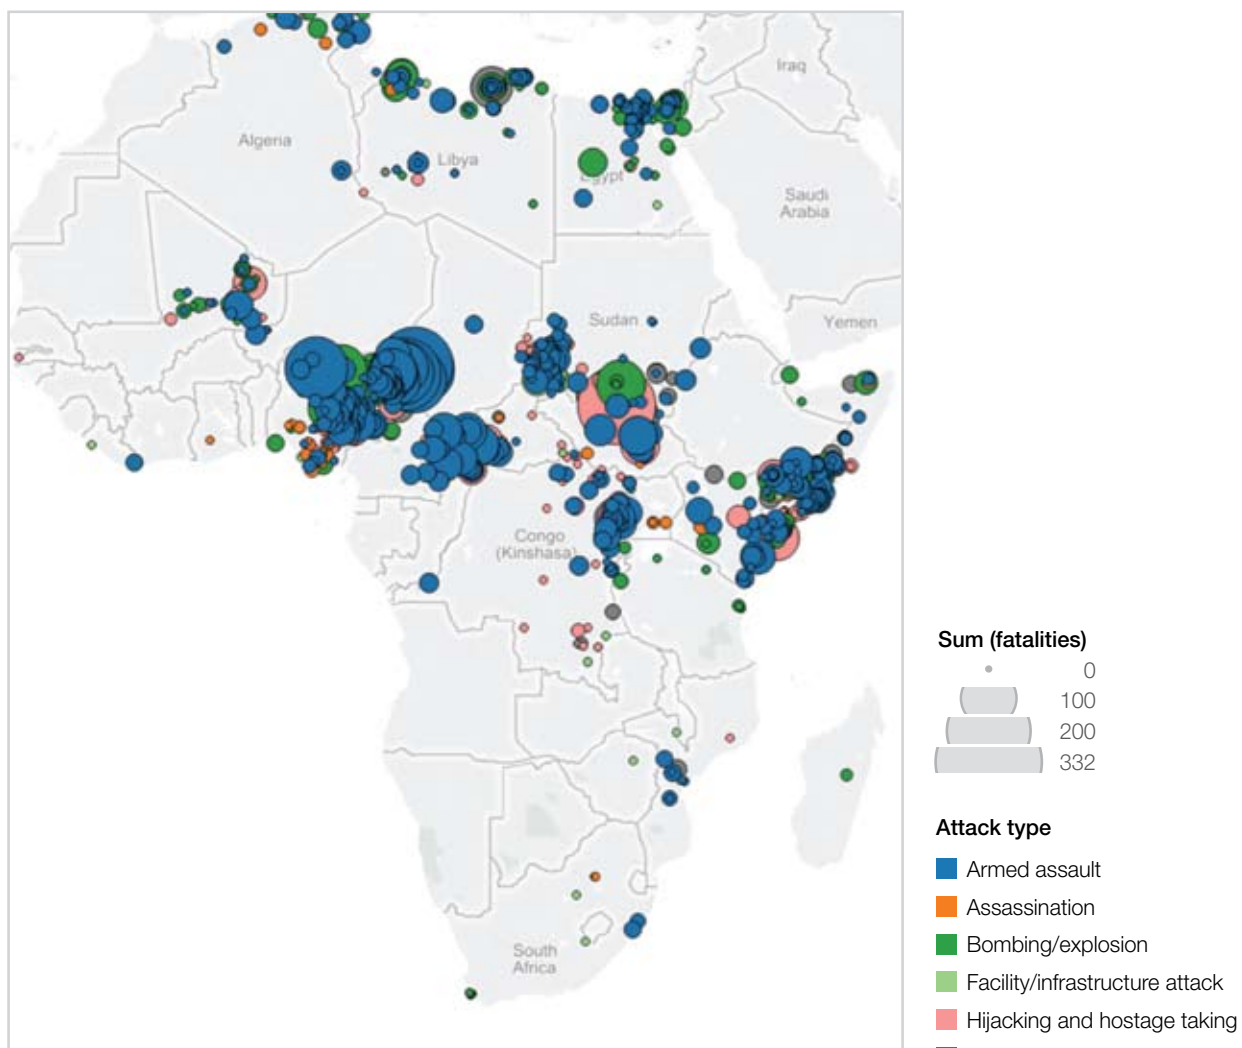 Iraq
Algeria
Libya
Egypt
Saudi
Arabia
Sudan
Yemen
Congo
(Kinshasa)
South
Africa
Sum (fatalities)
0
100
200
332
Attack type
Armed assault
Assassination
Bombing/explosion
Facility/infrastructure attack
Hijacking and hostage taking